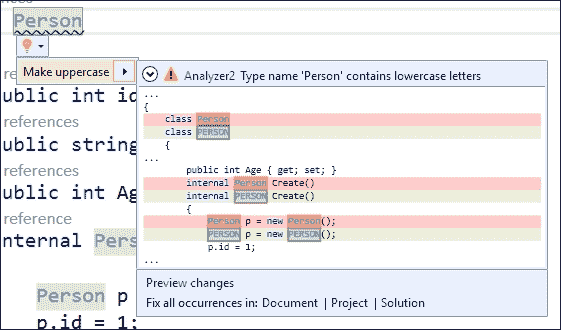 ences
Person
Make uppercase
Analyzer2 Type name 'Person' contains lowercase letters
re
ublic int id
references
ublic string
references
ublic int Ag
reference
nternal Pers
Person p
p.id = 1;
...
{
class Person
class PERSON
{
...
public int Age { get; set; }
internal Person Create()
internal PERSON Create()
{
Person p = new Person();
PERSON p = new PERSON();
p.id = 1;
...
Preview changes
Fix all occurrences in: Document | Project | Solution